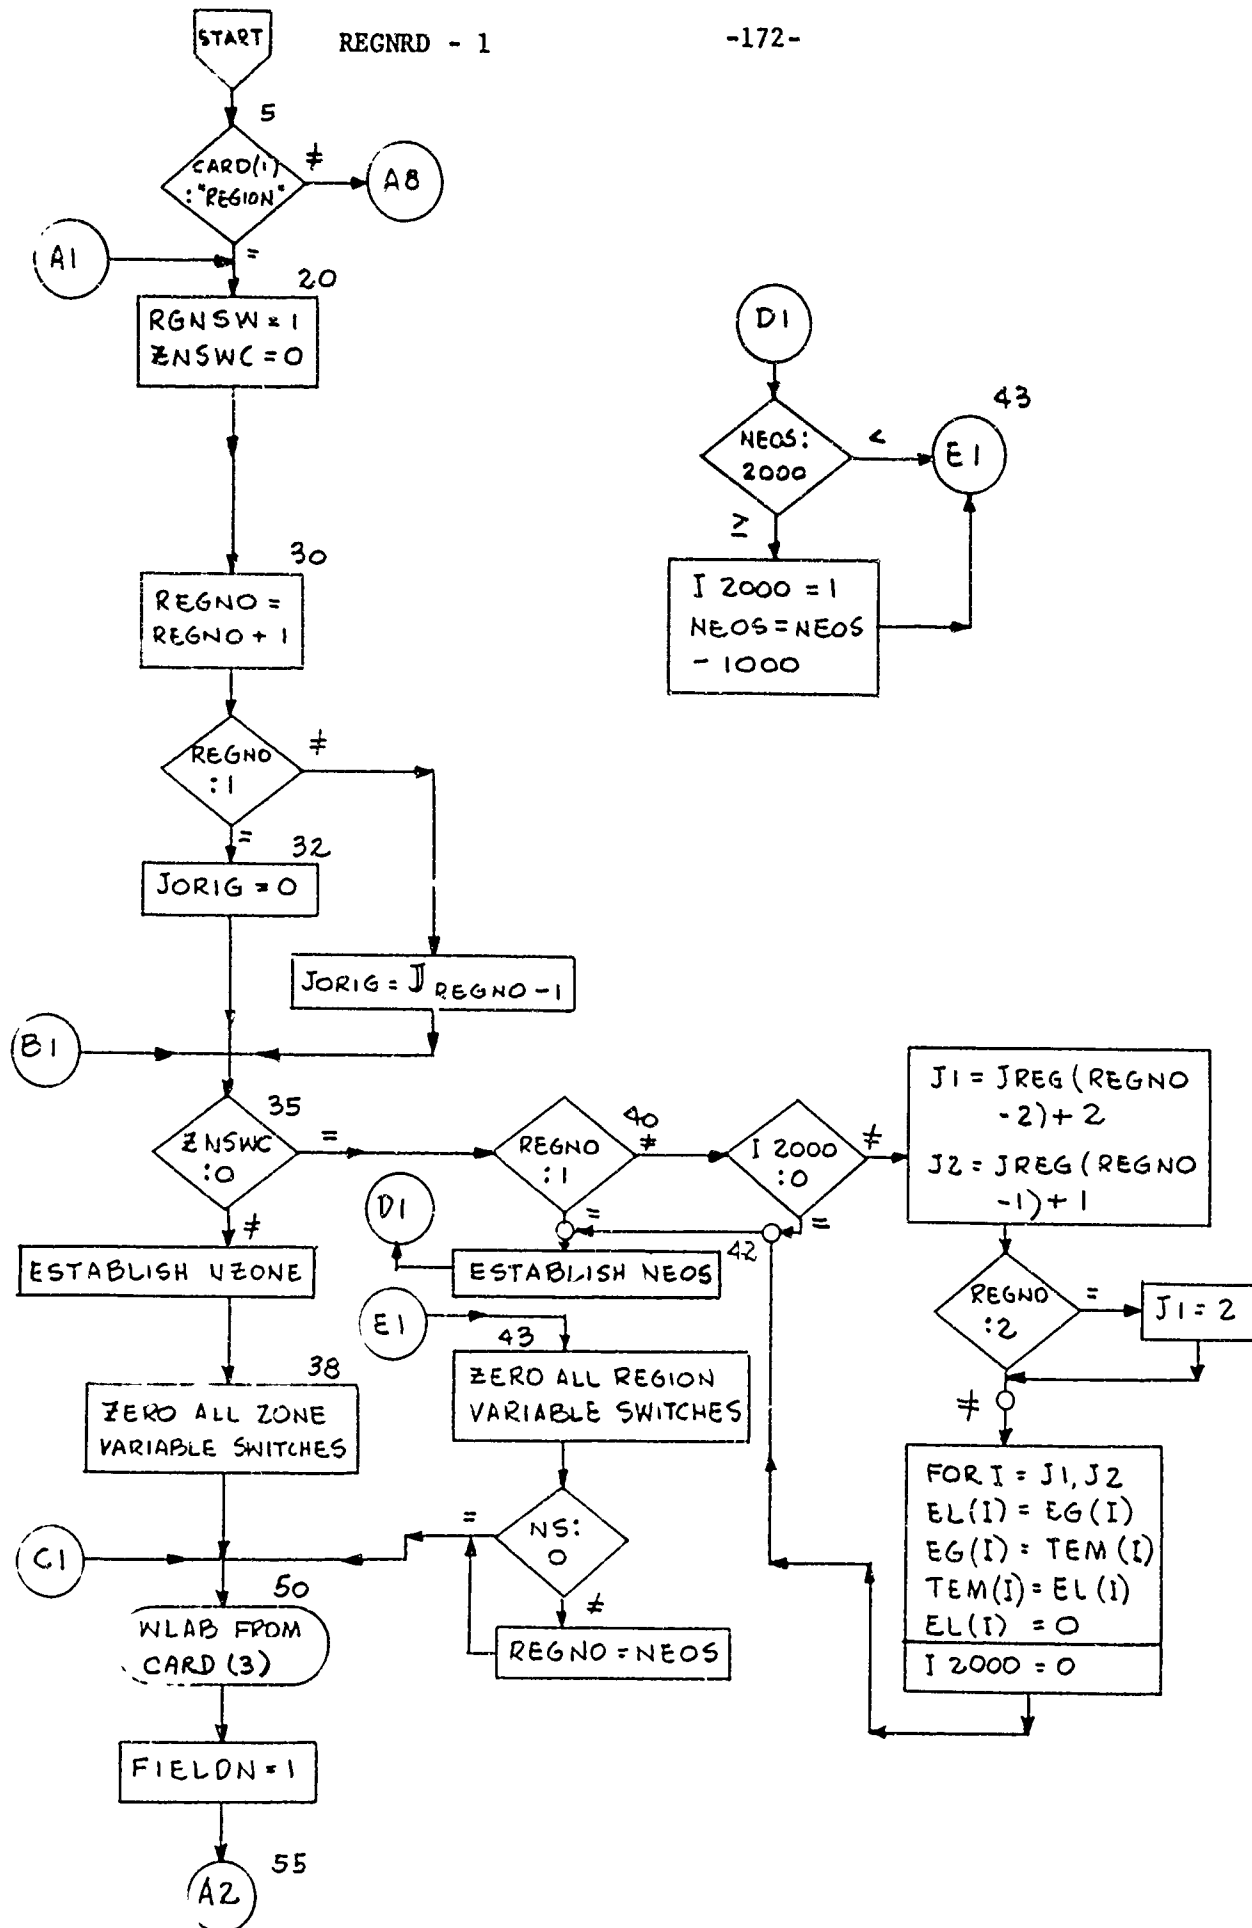 START
REGNRD - 1
-172-
5
CARD(1)
:"REGION"
≠
A8
=
A1
20
RGNSW = 1
ZNSWC = 0
30
REGNO =
REGNO + 1
REGNO
:1
≠
=
32
JORIG = 0
JORIG = J REGNO-1
B1
35
ZNSWC
:0
=
≠
ESTABLISH UZONE
38
ZERO ALL ZONE
VARIABLE SWITCHES
C1
50
WLAB FROM
CARD (3)
FIELDN = 1
55
A2
D1
NEOS:
2000
<
43
E1
≥
I 2000 = 1
NEOS = NEOS
- 1000
REGNO
:1
40
≠
=
I 2000
:0
≠
=
42
D1
ESTABLISH NEOS
E1
43
ZERO ALL REGION
VARIABLE SWITCHES
NS:
0
=
≠
REGNO = NEOS
J1 = JREG (REGNO
-2) + 2
J2 = JREG (REGNO
-1) + 1
REGNO
:2
=
J1 = 2
≠
FOR I = J1, J2
EL(I) = EG(I)
EG(I) = TEM(I)
TEM(I) = EL(I)
EL(I) = 0
I 2000 = 0